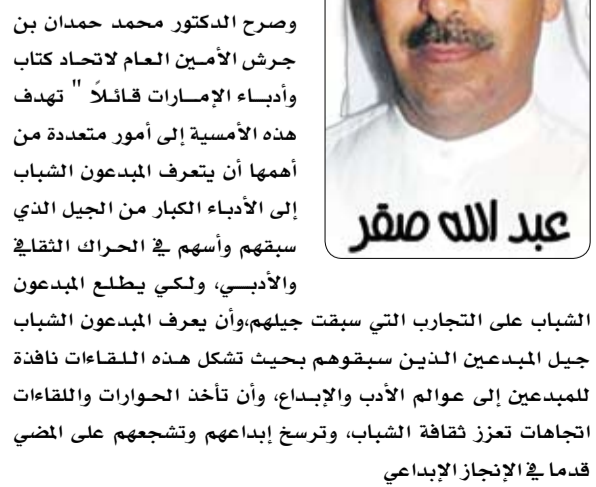 وصرح الدكتور محمد حمدان بن
جرش الأمين العام لاتحاد كتاب
وأدباء الإمارات قائلاً " تهدف
هذه الأمسية إلى أمور متعددة من
أهمها أن يتعرف المبدعون الشباب
إلى الأدباء الكبار من الجيل الذي
سبقهم وأسهم في الحراك الثقافي
والأدبي، ولكي يطلع المبدعون
عبد الله صقر
الشباب على التجارب التي سبقت جيلهم،وأن يعرف المبدعون الشباب
جيل المبدعين الذين سبقوهم بحيث تشكل هذه اللقاءات نافذة
للمبدعين إلى عوالم الأدب والإبداع، وأن تأخذ الحوارات واللقاءات
اتجاهات تعزز ثقافة الشباب، وترسخ إبداعهم وتشجعهم على المضي
قدما في الإنجاز الإبداعي